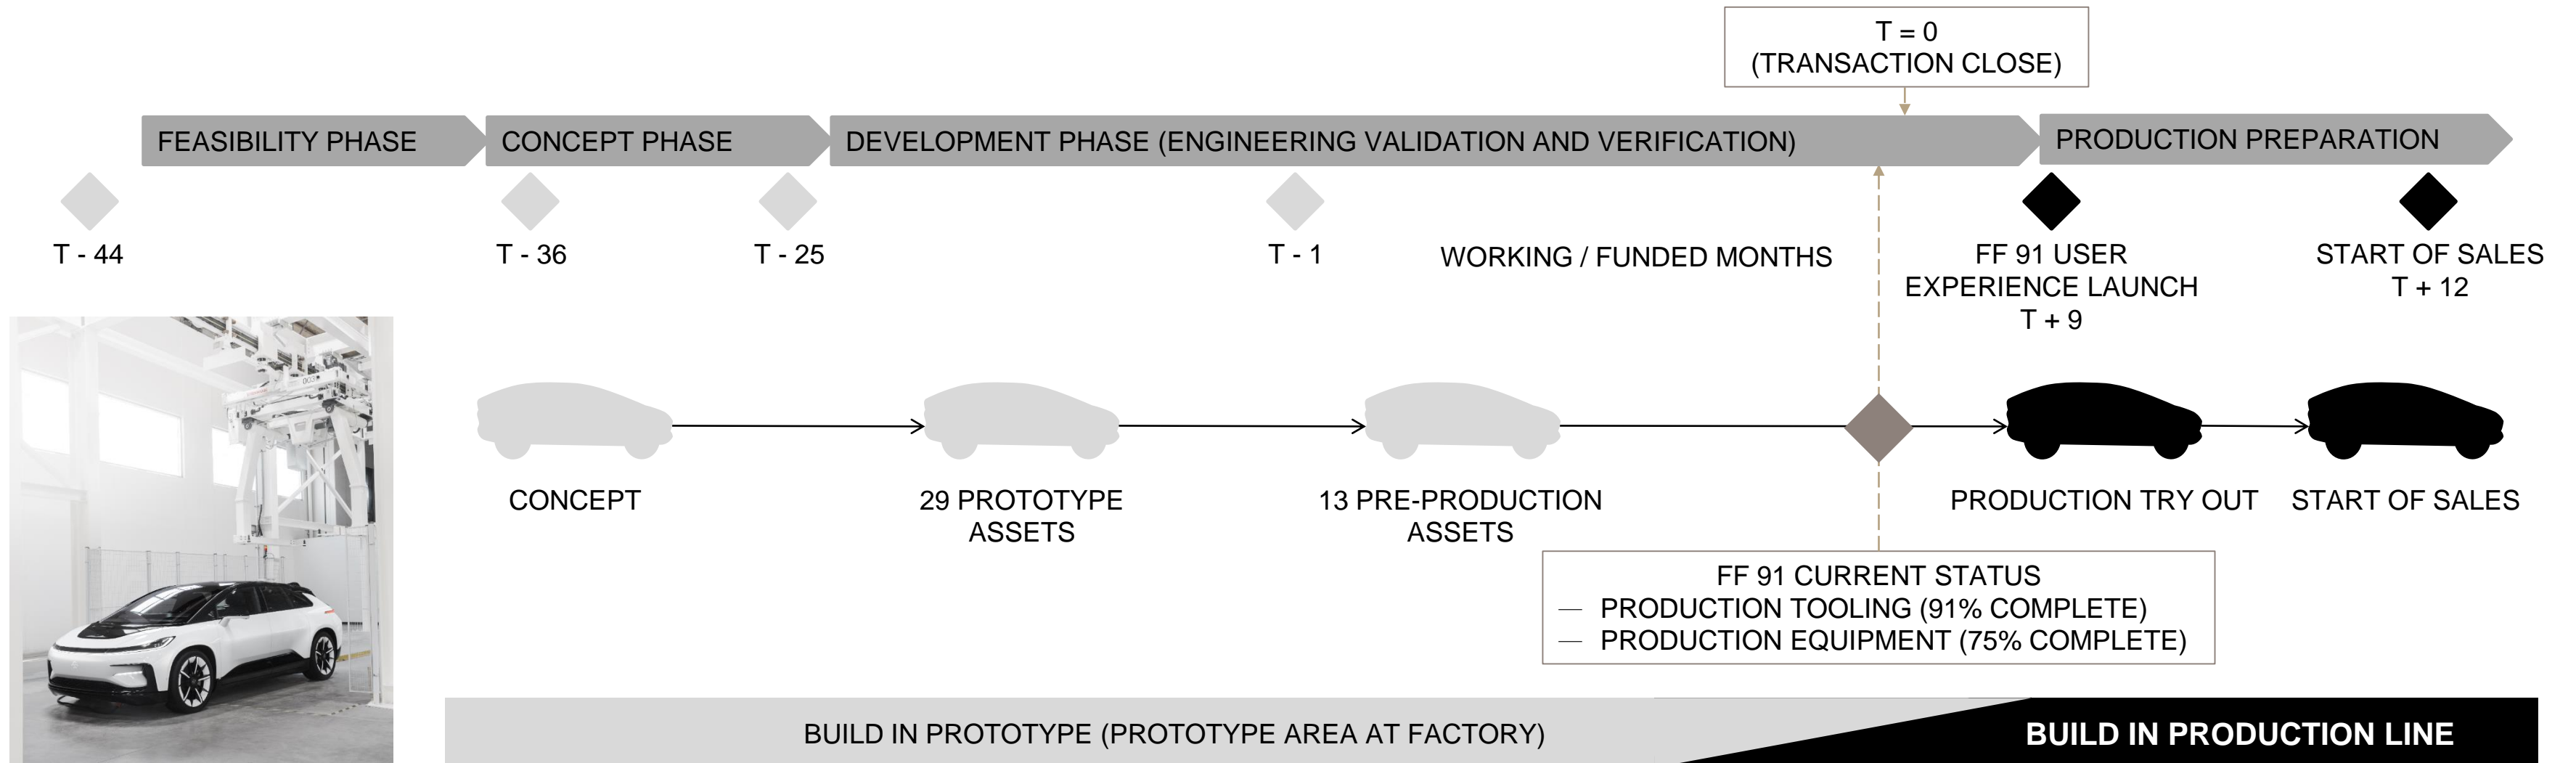 T = 0
(TRANSACTION CLOSE)
FEASIBILITY PHASE
CONCEPT PHASE
DEVELOPMENT PHASE (ENGINEERING VALIDATION AND VERIFICATION)
PRODUCTION PREPARATION
T - 44
T - 36
T - 25
T - 1
WORKING / FUNDED MONTHS
FF 91 USER
EXPERIENCE LAUNCH
T + 9
START OF SALES
T + 12
CONCEPT
29 PROTOTYPE
ASSETS
13 PRE-PRODUCTION
ASSETS
PRODUCTION TRY OUT
START OF SALES
FF 91 CURRENT STATUS
— PRODUCTION TOOLING (91% COMPLETE)
— PRODUCTION EQUIPMENT (75% COMPLETE)
BUILD IN PROTOTYPE (PROTOTYPE AREA AT FACTORY)
BUILD IN PRODUCTION LINE